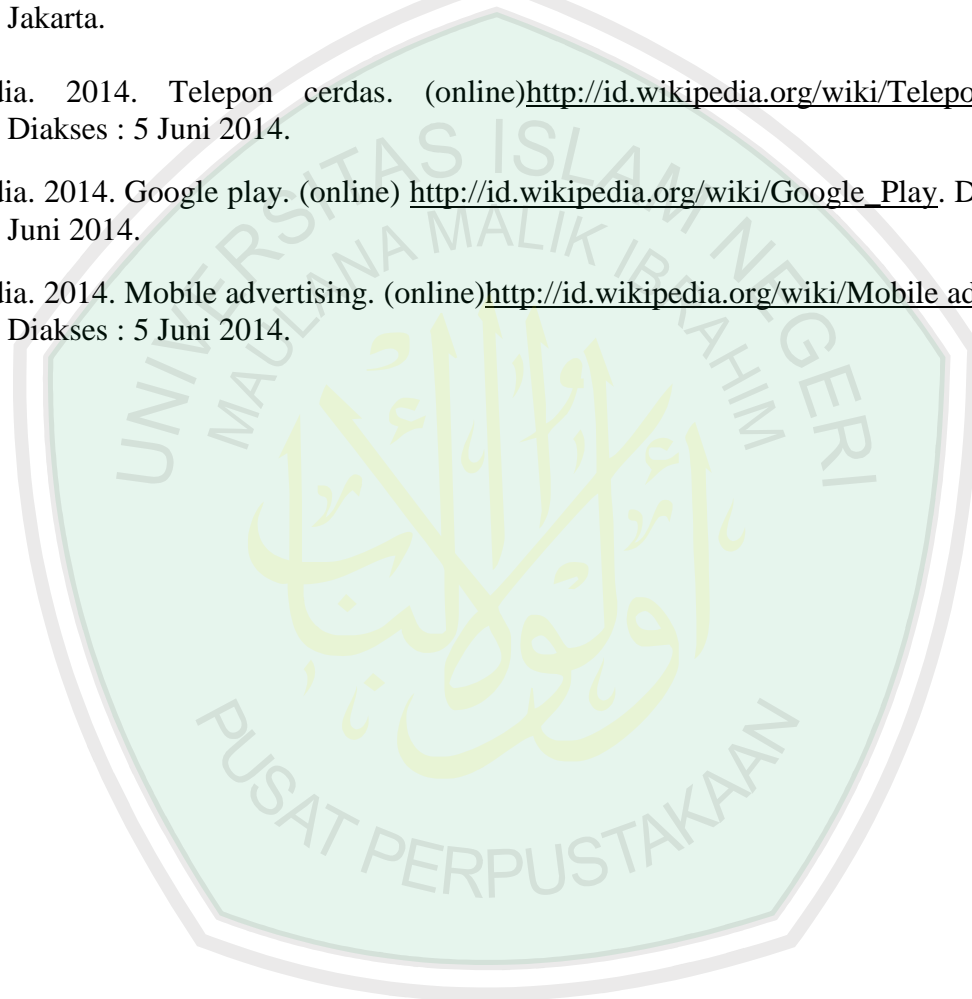 Jakarta.
dia. 2014. Telepon cerdas. (online)http://id.wikipedia.org/wiki/Telepo
Diakses : 5 Juni 2014.
dia. 2014. Google play. (online) http://id.wikipedia.org/wiki/Google_Play. D
Juni 2014.
dia. 2014. Mobile advertising. (online)http://id.wikipedia.org/wiki/Mobile ad
Diakses : 5 Juni 2014.
UNIVERSITAS ISLAM NEGERI
MAULANA MALIK IBRAHIM
PUSAT PERPUSTAKAAN